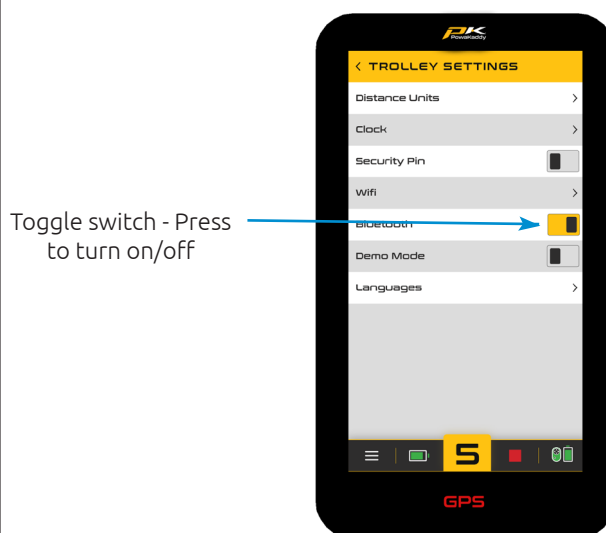 PK
PowaKaddy
< TROLLEY SETTINGS
Distance Units >
Clock >
Security Pin
Wifi >
Toggle switch - Press
to turn on/off
Bluetooth
Demo Mode
Languages >
5
GPS